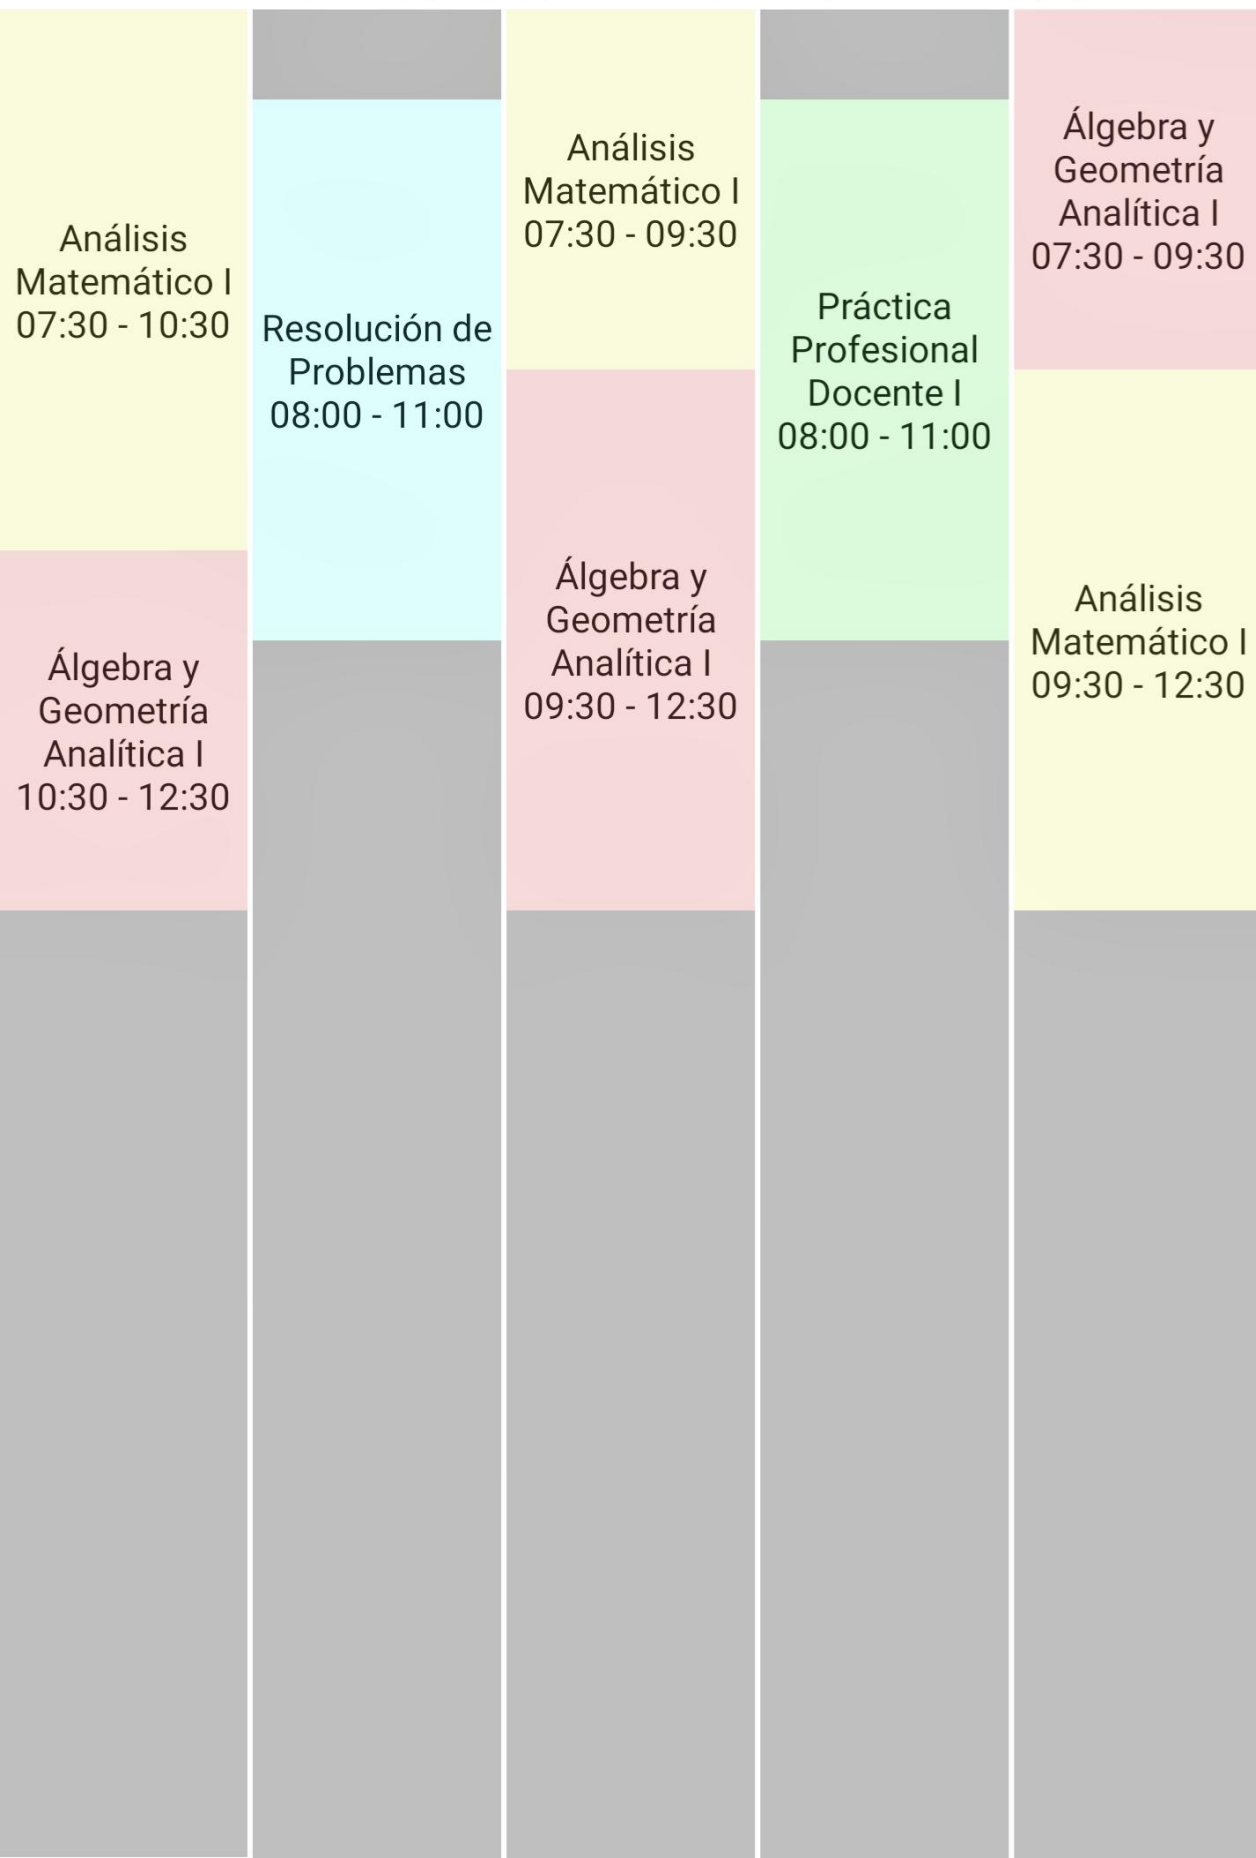 Análisis
Matemático I
07:30 - 10:30
Álgebra y
Geometría
Analítica I
10:30 - 12:30
Resolución de
Problemas
08:00 - 11:00
Análisis
Matemático I
07:30 - 09:30
Álgebra y
Geometría
Analítica I
09:30 - 12:30
Práctica
Profesional
Docente I
08:00 - 11:00
Álgebra y
Geometría
Analítica I
07:30 - 09:30
Análisis
Matemático I
09:30 - 12:30